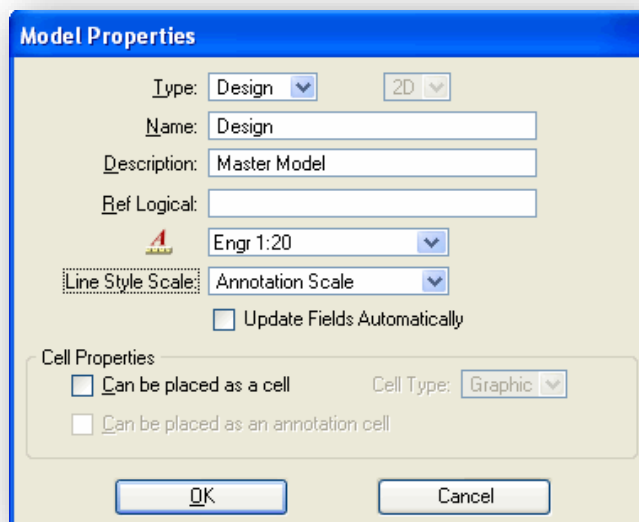 Model Properties
Type: Design 2D
Name: Design
Description: Master Model
Ref Logical:
A Engr 1:20
Line Style Scale: Annotation Scale
Update Fields Automatically
Cell Properties
Can be placed as a cell Cell Type: Graphic
Can be placed as an annotation cell
OK Cancel